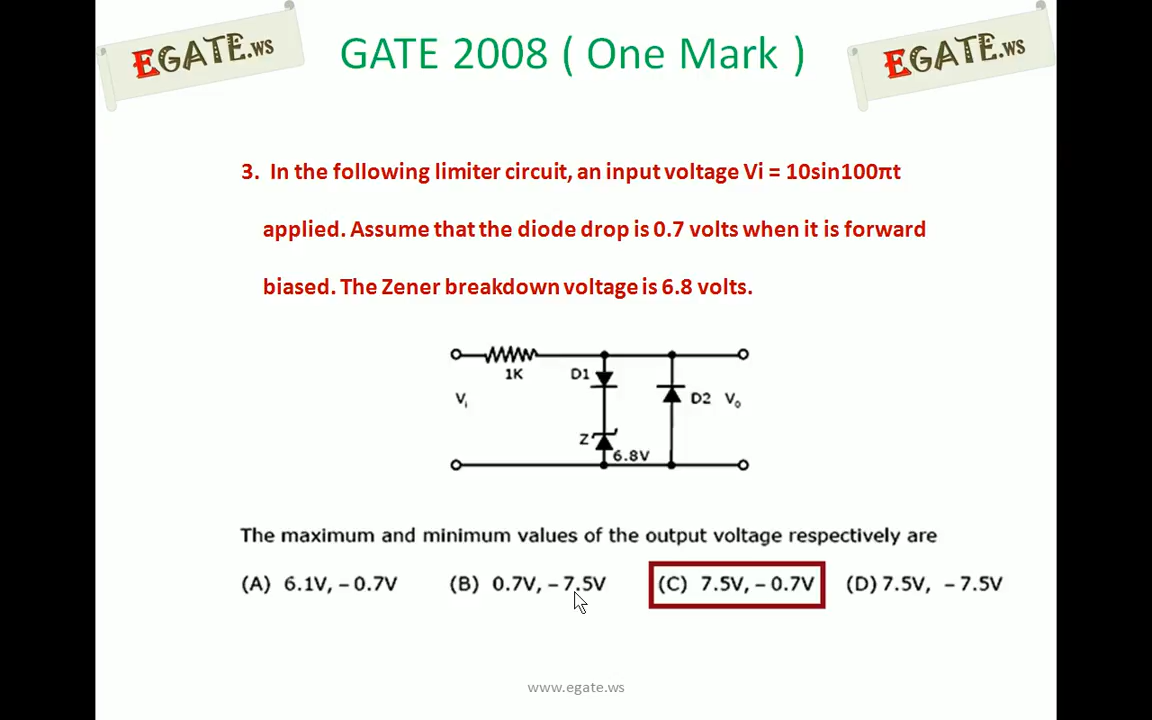 EGATE.ws
GATE 2008 ( One Mark )
EGATE.ws
3. In the following limiter circuit, an input voltage Vi = 10sin100πt
applied. Assume that the diode drop is 0.7 volts when it is forward
biased. The Zener breakdown voltage is 6.8 volts.
1K
D1
Vi
D2 Vo
Z
6.8V
The maximum and minimum values of the output voltage respectively are
(A) 6.1V, – 0.7V (B) 0.7V, – 7.5V (C) 7.5V, – 0.7V (D) 7.5V, – 7.5V
www.egate.ws